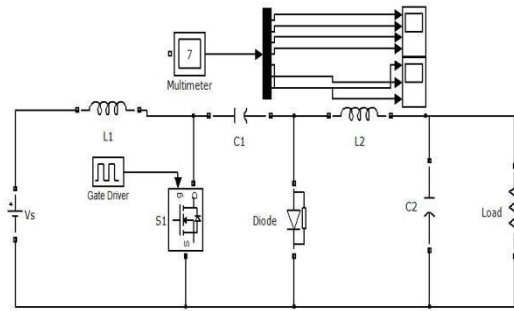 7
Multimeter
L1
C1
L2
Gate Driver
Vs
S1
G
S
Diode
C2
Load